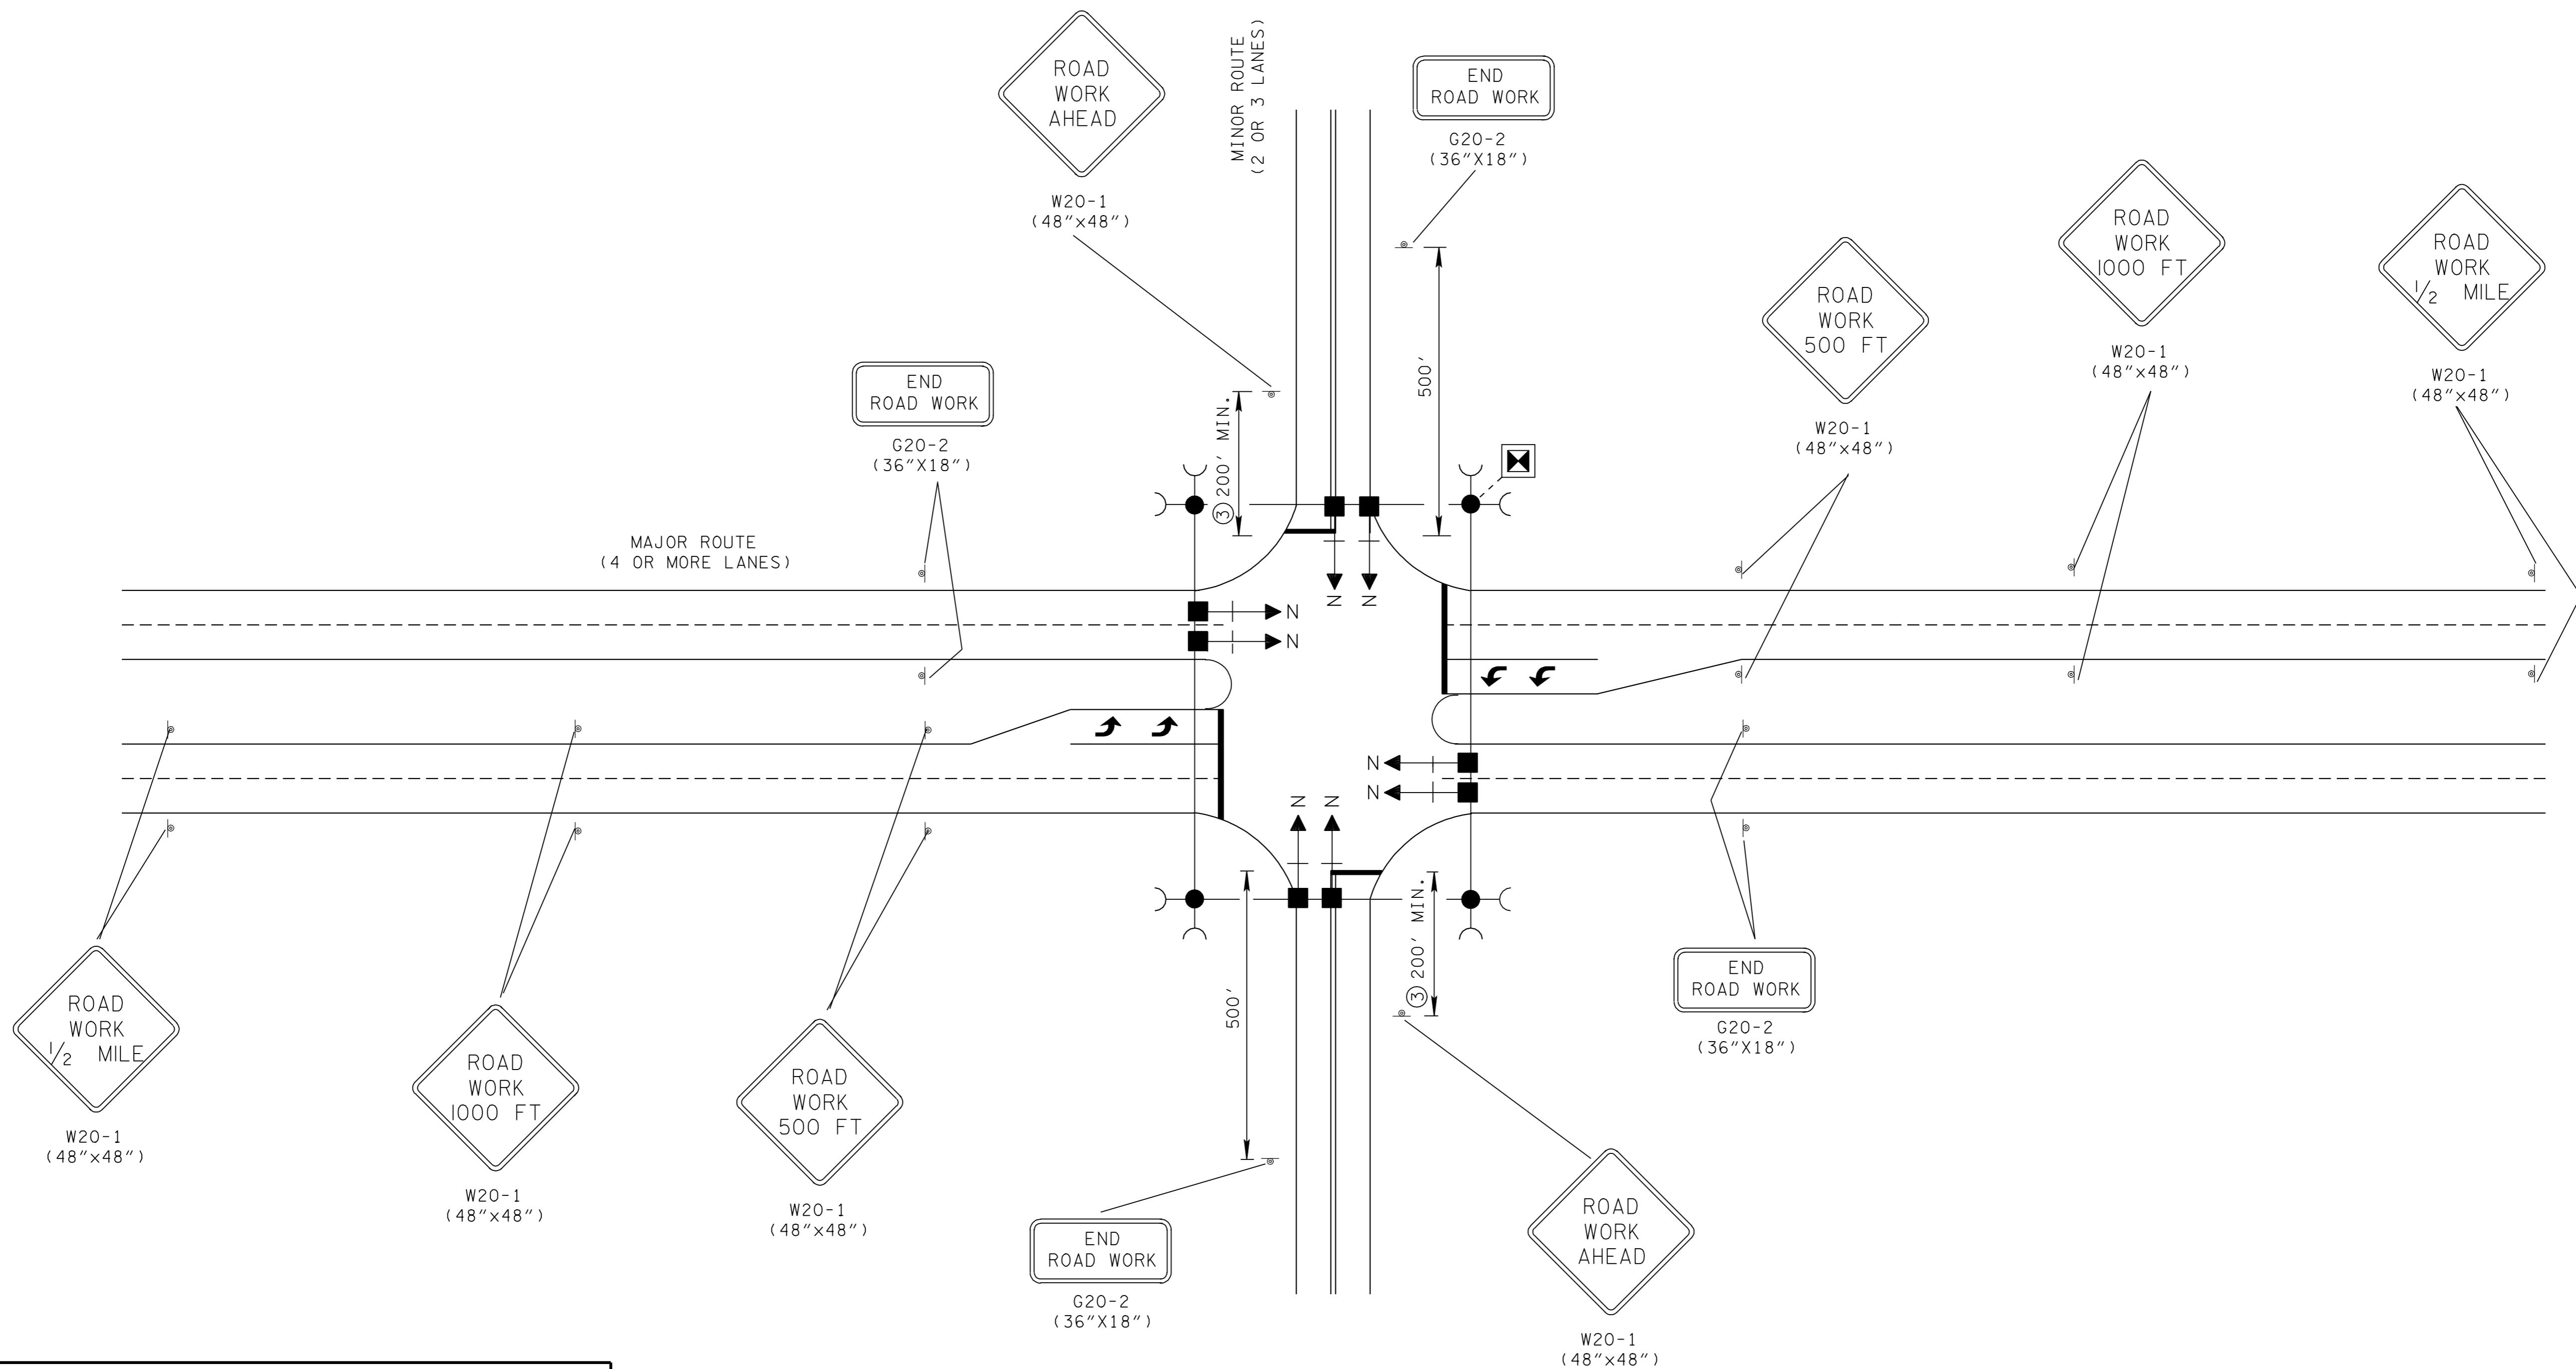 ROAD
WORK
AHEAD
W20-1
(48"x48")
MINOR ROUTE
(2 OR 3 LANES)
END
ROAD WORK
G20-2
(36"X18")
ROAD
WORK
500 FT
W20-1
(48"x48")
ROAD
WORK
1000 FT
W20-1
(48"x48")
ROAD
WORK
1/2 MILE
W20-1
(48"x48")
END
ROAD WORK
G20-2
(36"X18")
3 200' MIN.
500'
MAJOR ROUTE
(4 OR MORE LANES)
N
N
N
N
N
N
N
N
500'
3 200' MIN.
ROAD
WORK
1/2 MILE
W20-1
(48"x48")
ROAD
WORK
1000 FT
W20-1
(48"x48")
ROAD
WORK
500 FT
W20-1
(48"x48")
END
ROAD WORK
G20-2
(36"X18")
END
ROAD WORK
G20-2
(36"X18")
ROAD
WORK
AHEAD
W20-1
(48"x48")